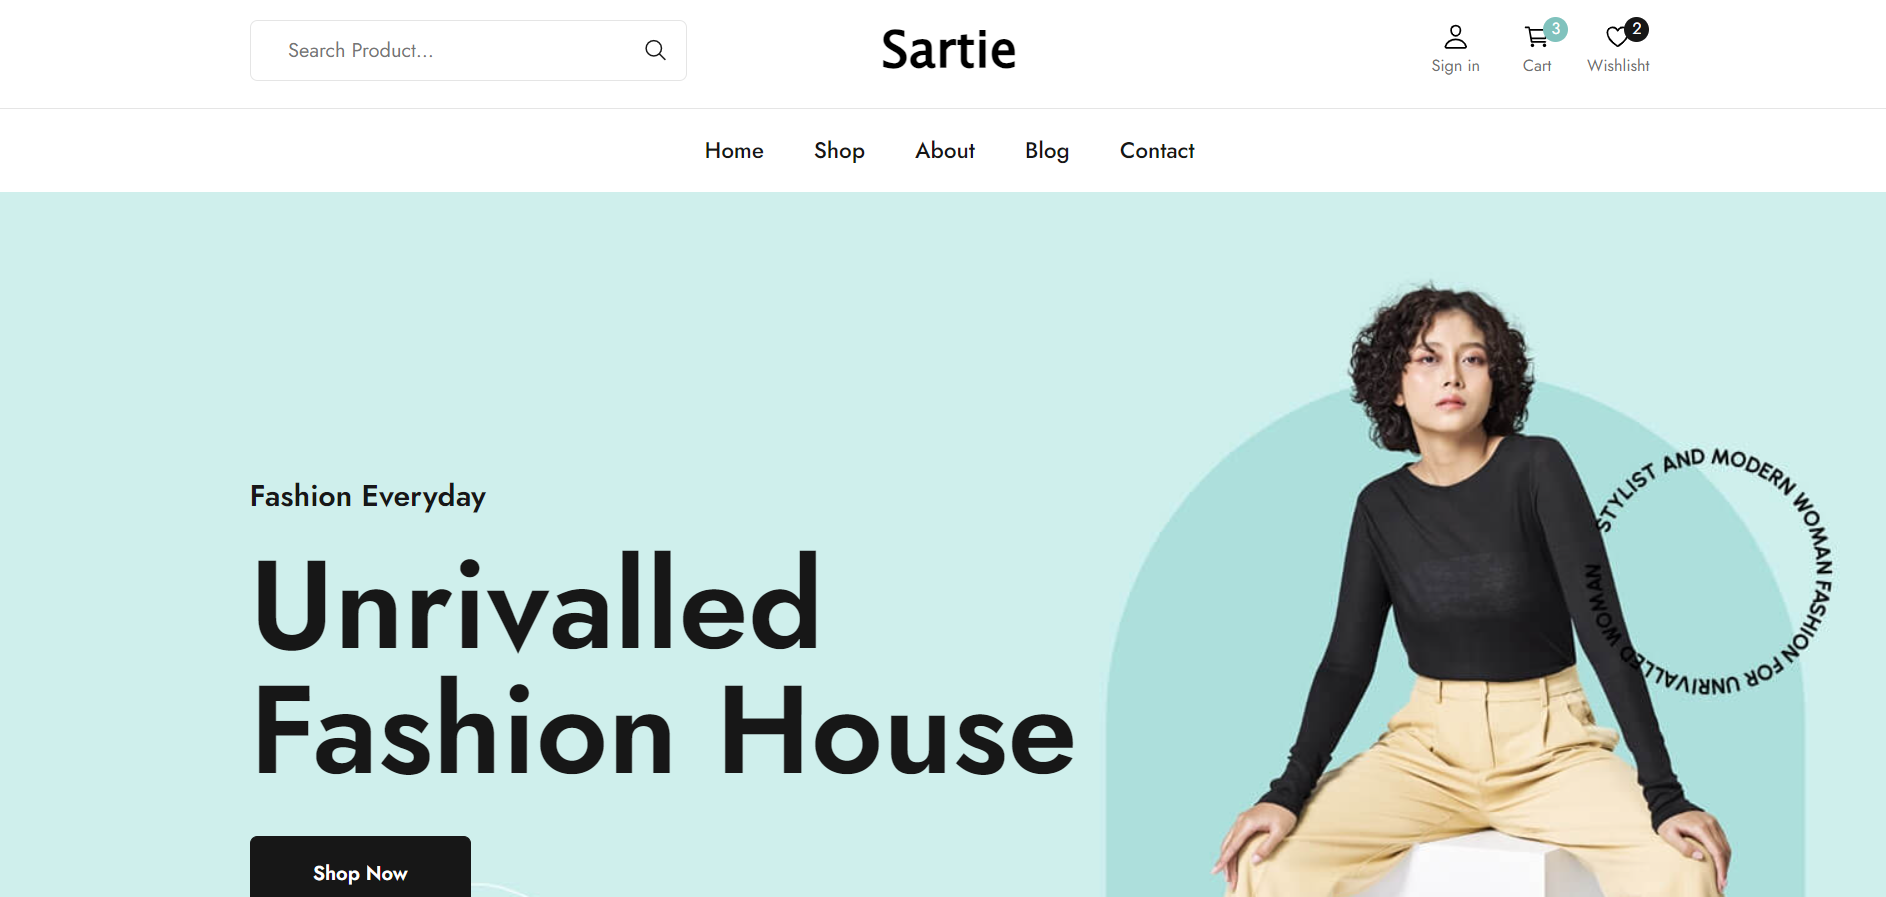 Search Product...
Sartie
3
2
Sign in
Cart
Wishlisht
Home
Shop
About
Blog
Contact
Fashion Everyday
Unrivalled
Fashion House
STYLIST AND MODERN WOMAN FASHION FOR UNRIVALLED WOMAN
Shop Now